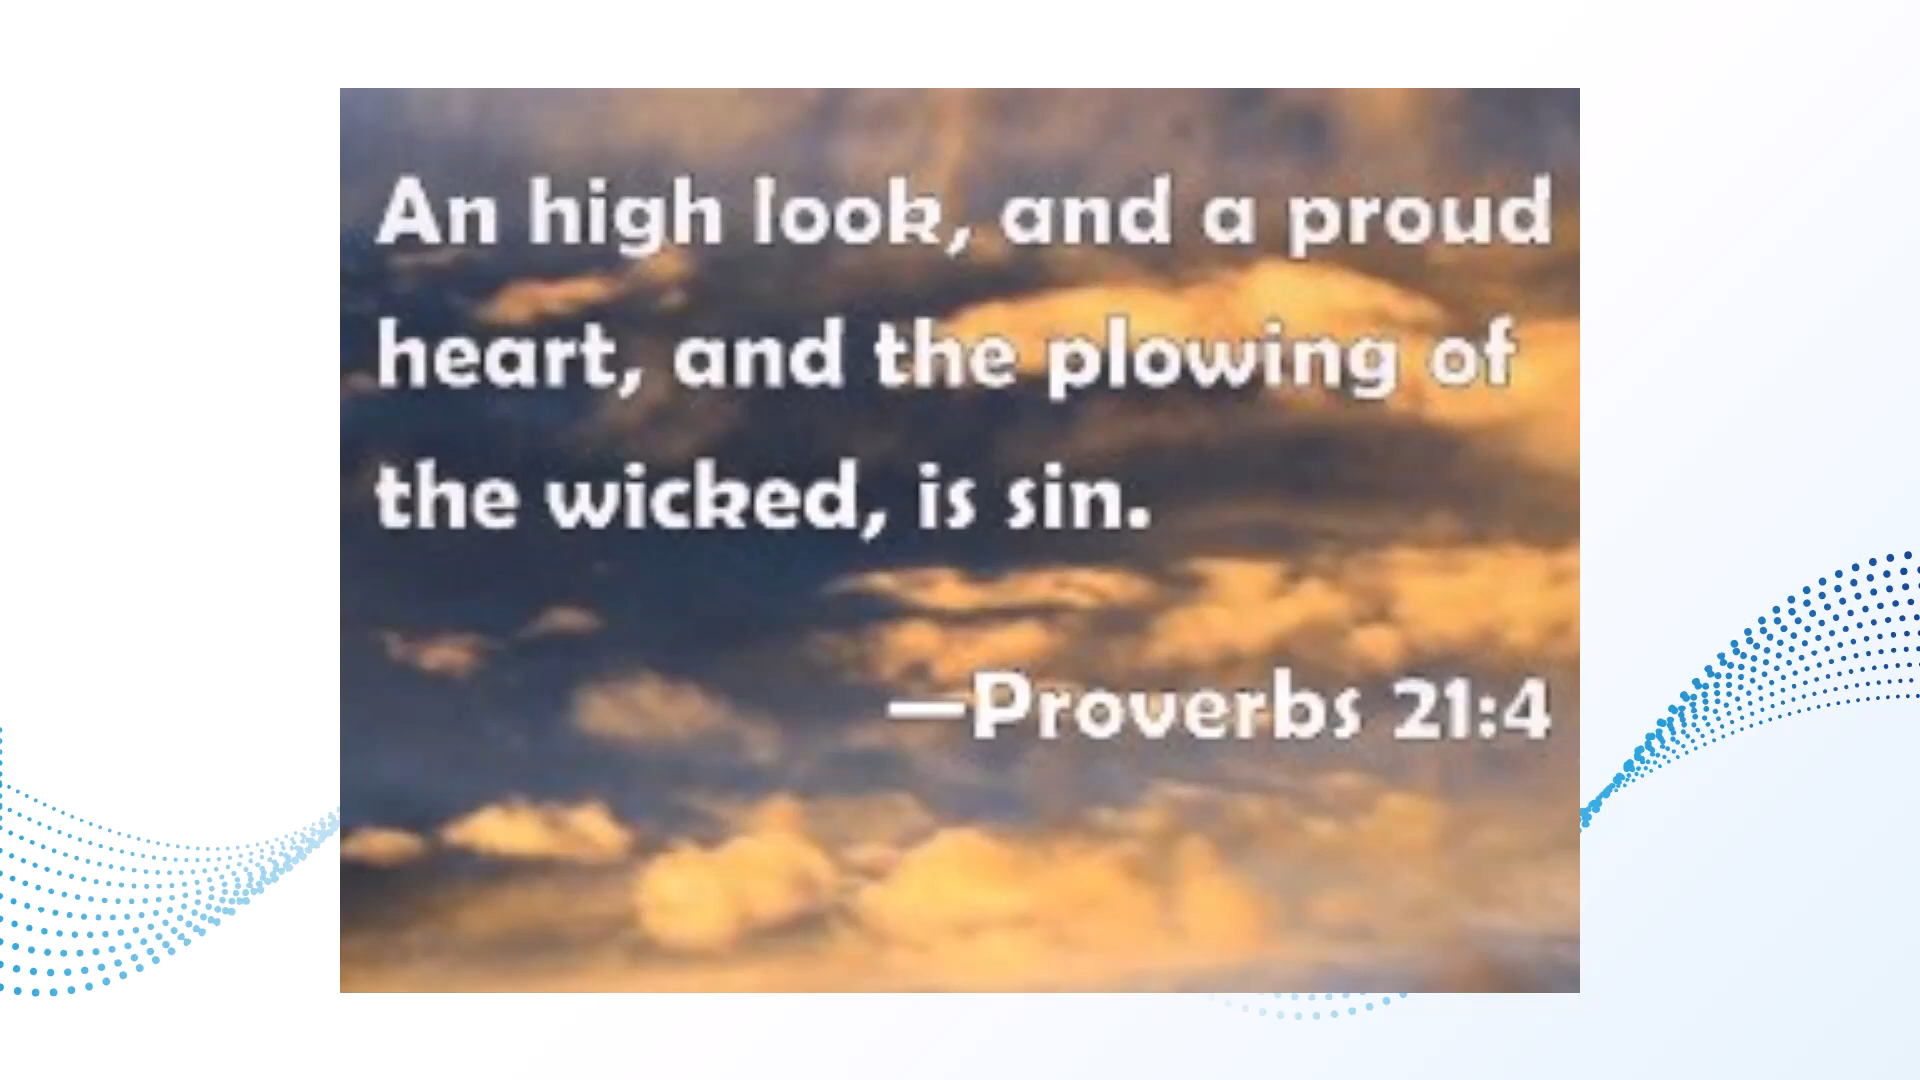 An high look, and a proud
heart, and the plowing of
the wicked, is sin.
—Proverbs 21:4